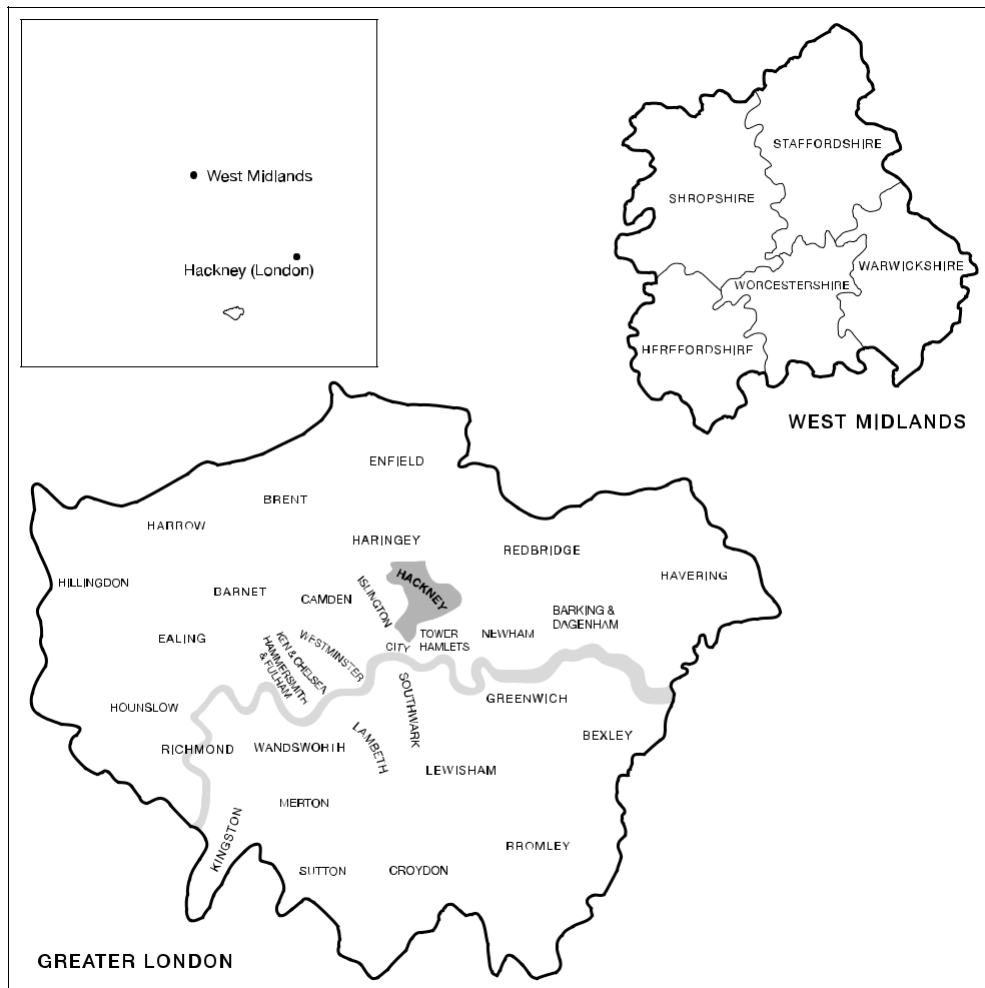 West Midlands
Hackney (London)
STAFFORDSHIRE
SHROPSHIRE
WARWICKSHIRE
WORCESTERSHIRE
HEREFORDSHIRE
WEST MIDLANDS
ENFIELD
BRENT
HARROW
HARINGEY
REDBRIDGE
HAVERING
HILLINGDON
BARNET
CAMDEN
ISLINGTON
HACKNEY
BARKING &
DAGENHAM
EALING
HAMMERSMITH
& FULHAM
KEN & CHELSEA
WESTMINSTER
CITY
TOWER
HAMLETS
NEWHAM
HOUNSLOW
SOUTHWARK
GREENWICH
BEXLEY
RICHMOND
WANDSWORTH
LAMBETH
LEWISHAM
MERTON
KINGSTON
SUTTON
CROYDON
BROMLEY
GREATER LONDON